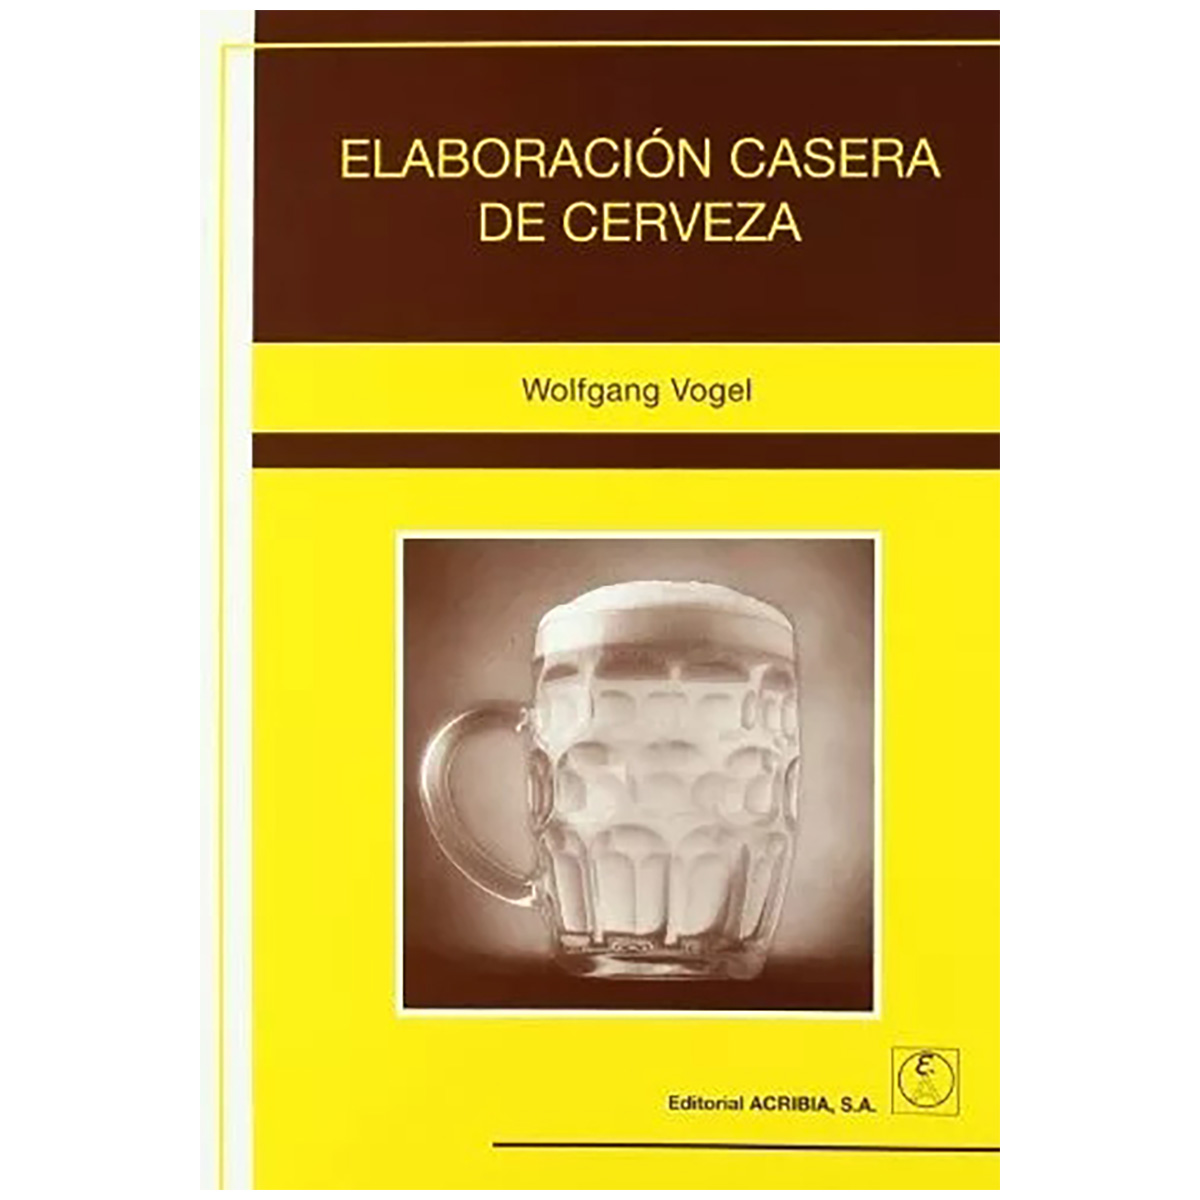 ELABORACIÓN CASERA
DE CERVEZA
Wolfgang Vogel
Editorial ACRIBIA, S.A.
E.
A